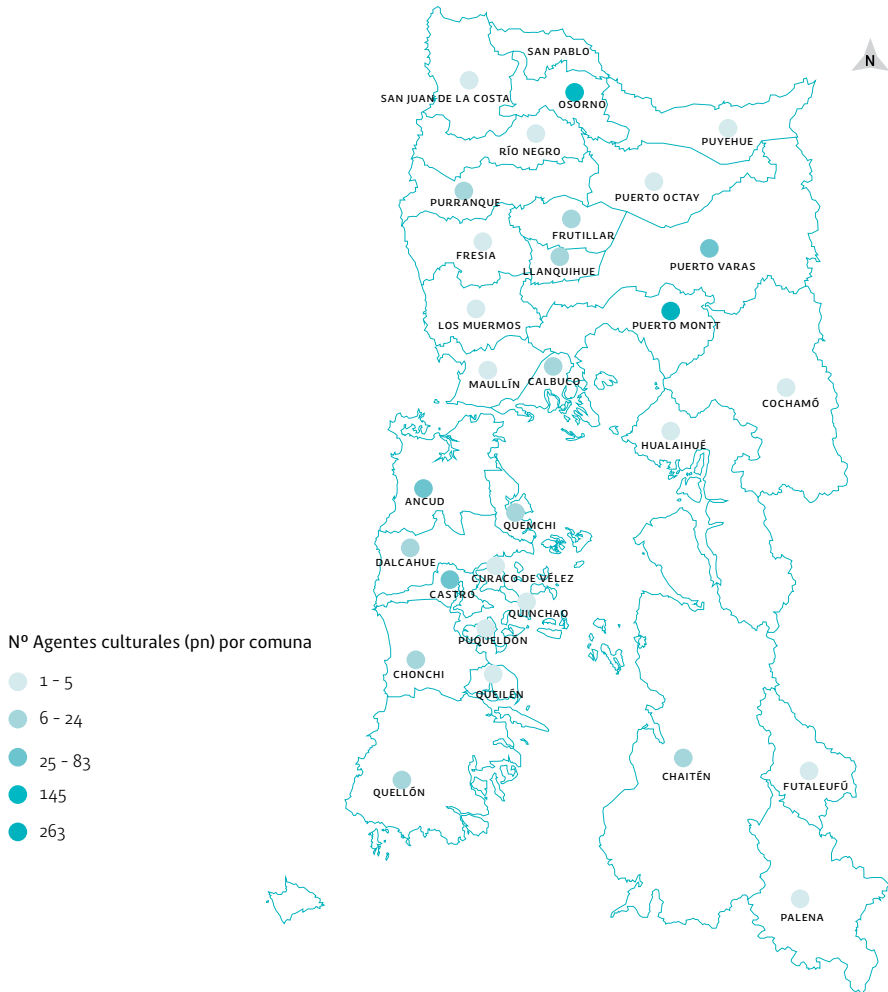 SAN PABLO
N
SAN JUAN DE LA COSTA
OSORNO
PUYEHUE
RÍO NEGRO
PUERTO OCTAY
PURRANQUE
FRUTILLAR
FRESIA
LLANQUIHUE
PUERTO VARAS
LOS MUERMOS
PUERTO MONTT
MAULLÍN
CALBUCO
COCHAMÓ
HUALAIHUÉ
ANCUD
QUEMCHI
DALCAHUE
CURACO DE VÉLEZ
CASTRO
QUINCHAO
PUQUELDÓN
Nº Agentes culturales (pn) por comuna
CHONCHI
1 - 5
QUEILÉN
6 - 24
25 - 83
CHAITÉN
FUTALEUFÚ
QUELLÓN
145
263
PALENA